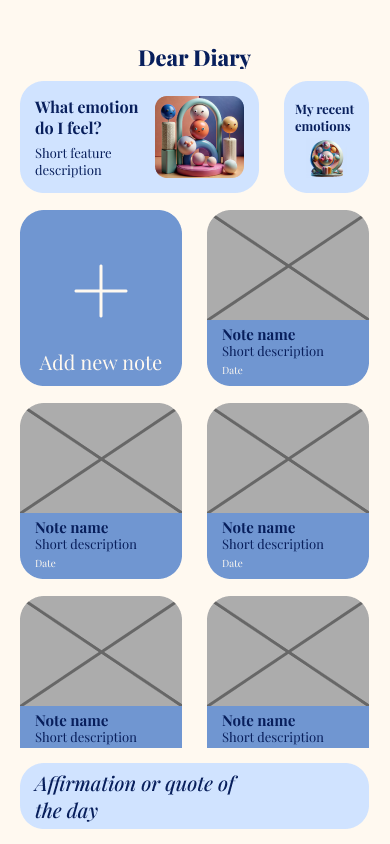 Dear Diary
What emotion
do I feel?
Short feature
description
My recent
emotions
Add new note
Note name
Short description
Date
Note name
Short description
Date
Note name
Short description
Date
Note name
Short description
Note name
Short description
Affirmation or quote of
the day